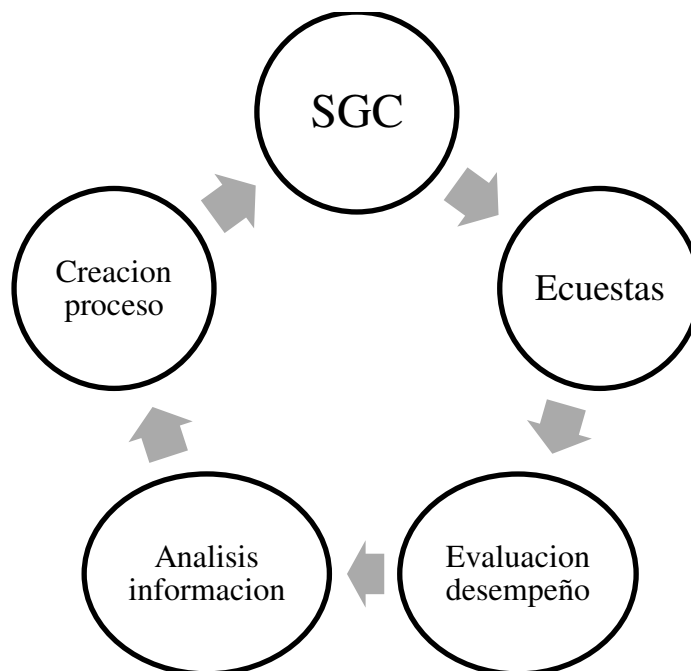 SGC
Ecuestas
Evaluacion
desempeño
Analisis
informacion
Creacion
proceso